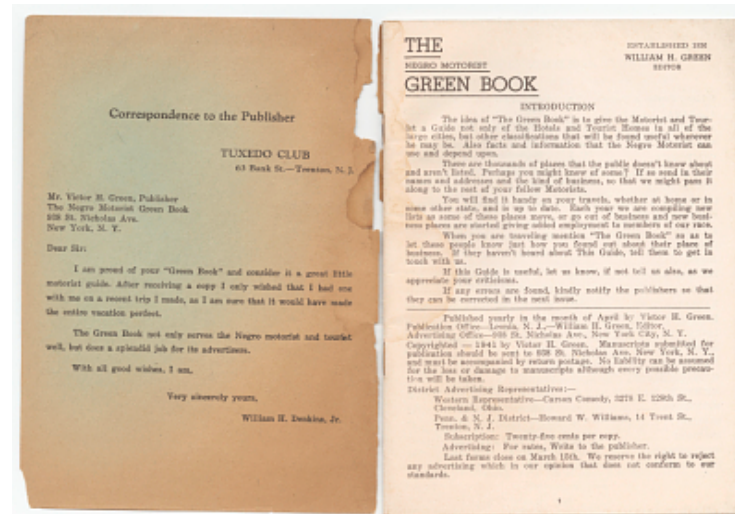 Correspondence to the Publisher
TUXEDO CLUB
63 Bank St.—Trenton, N. J.
Mr. Victor H. Green, Publisher
The Negro Motorist Green Book
938 St. Nicholas Ave.
New York, N. Y.
Dear Sir:
I am proud of your "Green Book" and consider it a great little
motorist guide. After receiving a copy I only wished that I had one
with me on a recent trip I made, as I am sure that it would have made
the entire vacation perfect.
The Green Book not only serves the Negro motorist and tourist
well, but does a splendid job for its advertisers.
With all good wishes, I am,
Very sincerely yours,
William H. Denkins, Jr.
THE
NEGRO MOTORIST
GREEN BOOK
ESTABLISHED 1936
WILLIAM H. GREEN
EDITOR
INTRODUCTION
The idea of "The Green Book" is to give the Motorist and Tour-
ist a Guide not only of the Hotels and Tourist Homes in all of the
large cities, but other classifications that will be found useful wherever
he may be. Also facts and information that the Negro Motorist can
use and depend upon.
There are thousands of places that the public doesn't know about
and aren't listed. Perhaps you might know of some? If so send in their
names and addresses and the kind of business, so that we might pass it
along to the rest of your fellow Motorists.
You will find it handy on your travels, whether at home or in
some other state, and is up to date. Each year we are compiling new
lists as some of these places move, or go out of business and new busi-
ness places are started giving added employment to members of our race.
When you are traveling mention "The Green Book" so as to
let these people know just how you found out about their place of
business. If they haven't heard about This Guide, tell them to get in
touch with us.
If this Guide is useful, let us know, if not tell us also, as we
appreciate your criticisms.
If any errors are found, kindly notify the publishers so that
they can be corrected in the next issue.
Published yearly in the month of April by Victor H. Green.
Publication Office—Leonia, N. J.,—William H. Green, Editor,
Advertising Office—938 St. Nicholas Ave., New York City, N. Y.
Copyrighted — 1941 by Victor H. Green. Manuscripts submitted for
publication should be sent to 938 St. Nicholas Ave. New York, N. Y.,
and must be accompanied by return postage. No liability can be assumed
for the loss or damage to manuscripts although every possible precau-
tion will be taken.
District Advertising Representatives:—
Western Representative—Carson Comedy, 3276 E. 128th St.,
Cleveland, Ohio.
Penn. & N. J. District—Howard W. Williams, 14 Trent St.,
Trenton, N. J.
Subscription: Twenty-five cents per copy.
Advertising: For rates, Write to the publisher.
Last forms close on March 15th. We reserve the right to reject
any advertising which in our opinion that does not conform to our
standards.
1